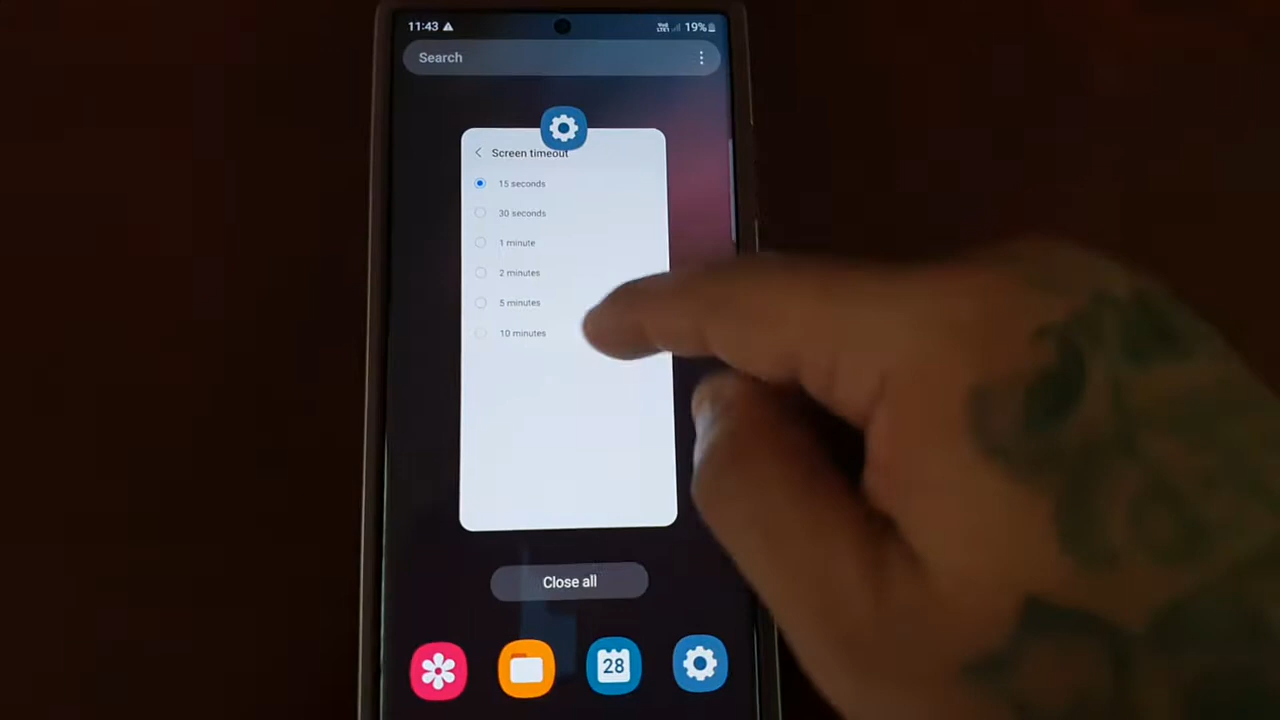 11:43
VoLTE1 19%
Search
Screen timeout
15 seconds
30 seconds
1 minute
2 minutes
5 minutes
10 minutes
Close all
28